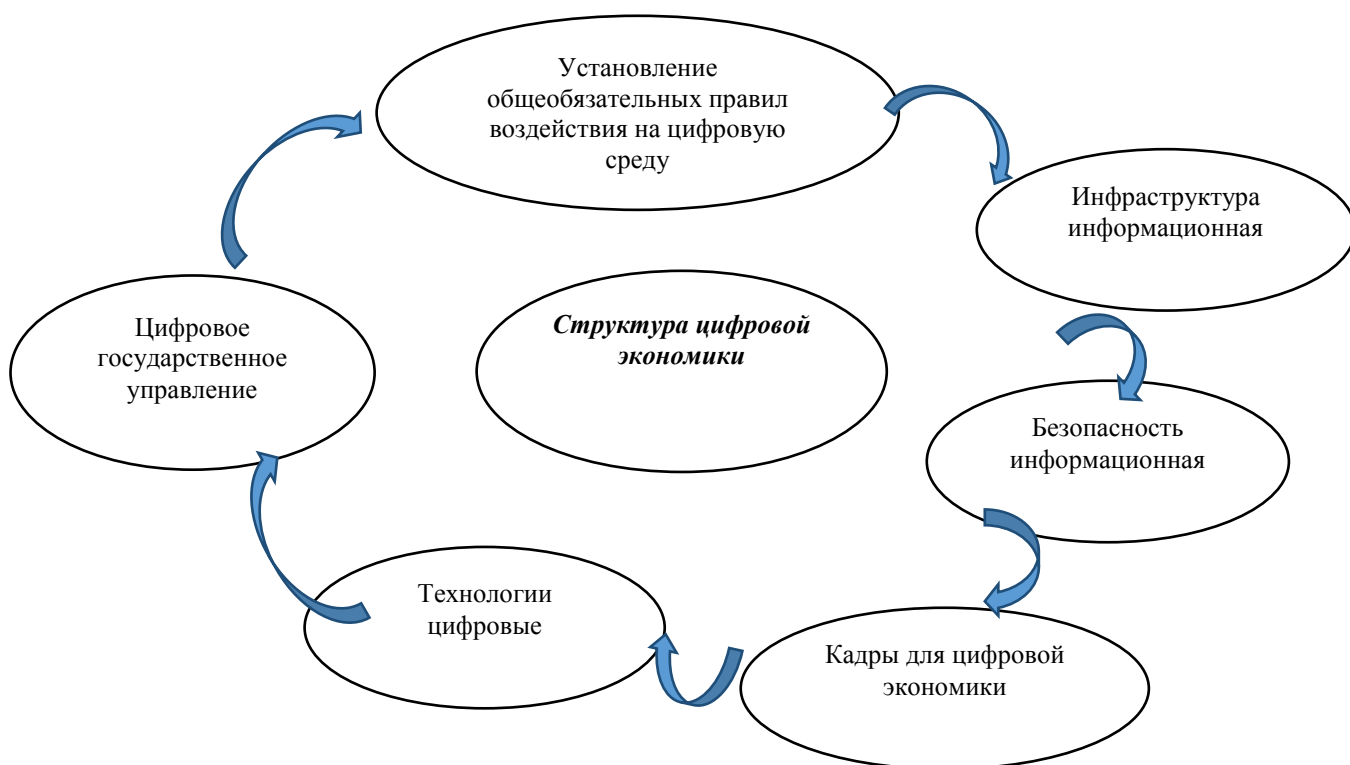 Установление
общеобязательных правил
воздействия на цифровую
среду
Инфраструктура
информационная
Структура цифровой
экономики
Цифровое
государственное
управление
Безопасность
информационная
Технологии
цифровые
Кадры для цифровой
экономики